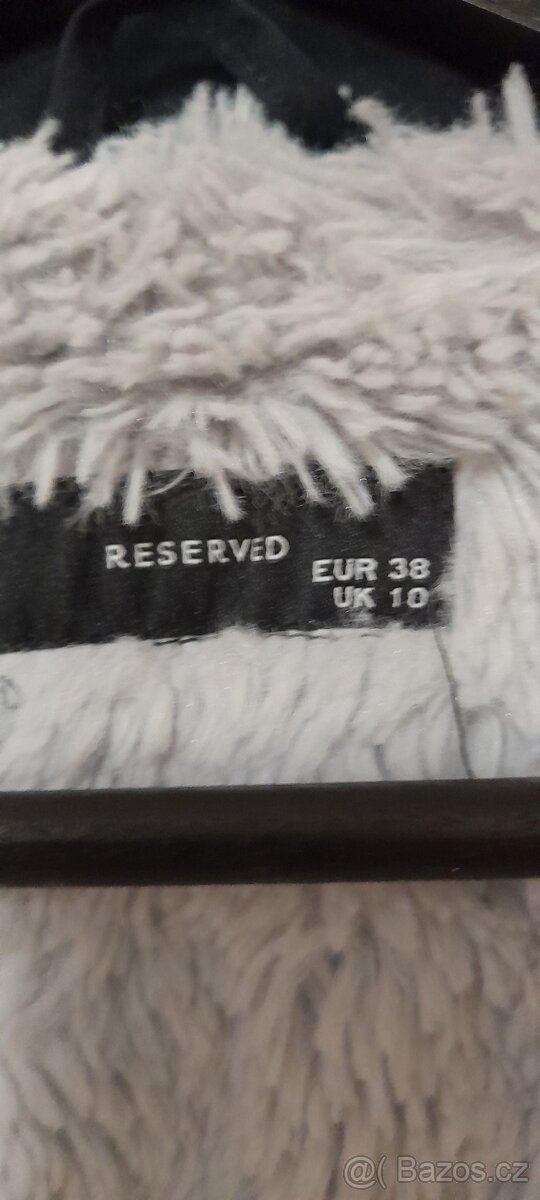 RESERVED
EUR 38
UK 10
@( Bazos.cz